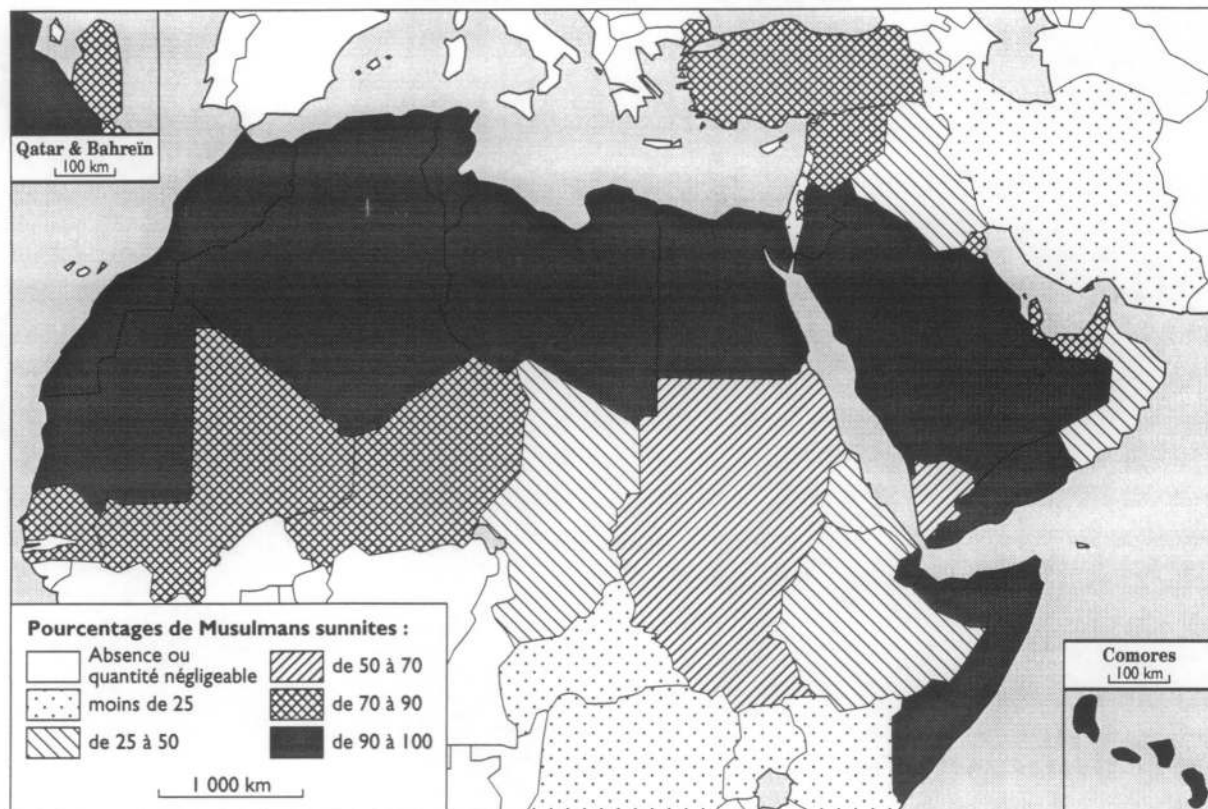 Qatar & Bahreïn
100 km
Pourcentages de Musulmans sunnites :
Absence ou
quantité négligeable
moins de 25
de 25 à 50
de 50 à 70
de 70 à 90
de 90 à 100
1 000 km
Comores
100 km